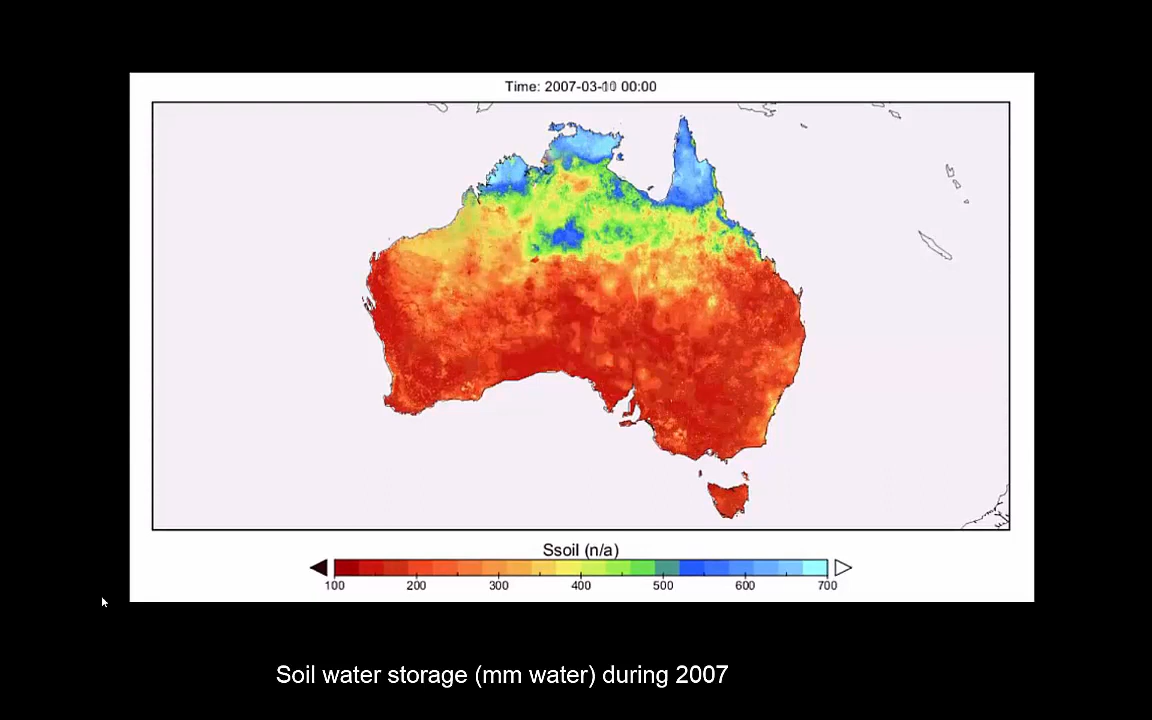 Time: 2007-03-10 00:00
Ssoil (n/a)
100 200 300 400 500 600 700
Soil water storage (mm water) during 2007